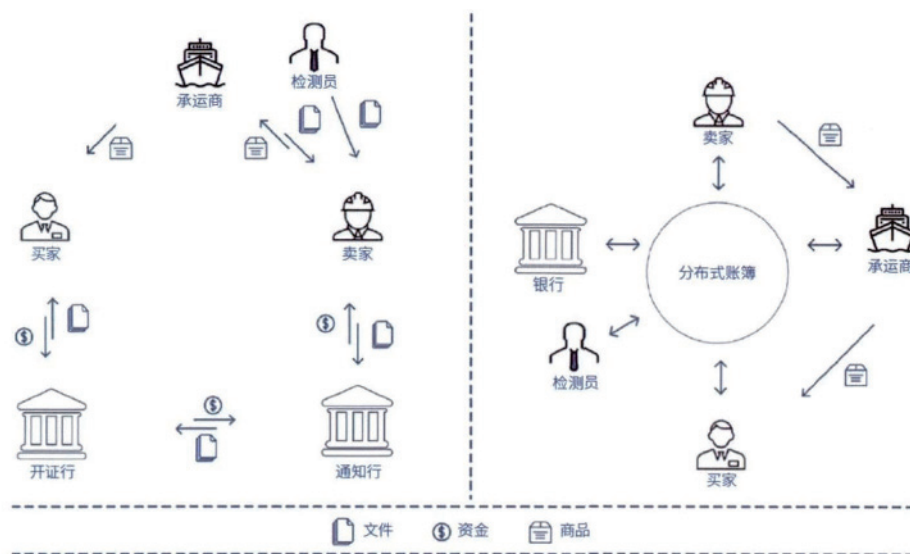 承运商
检测员
买家
卖家
开证行
通知行
卖家
银行
分布式账簿
承运商
检测员
买家
文件
资金
商品